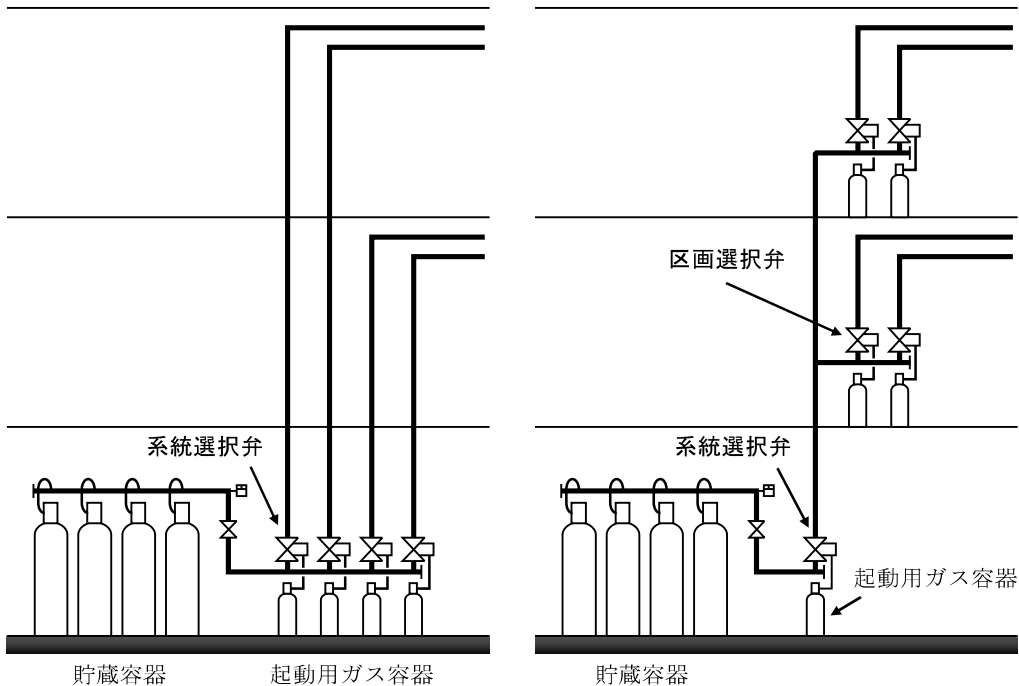 系統選択弁
貯蔵容器
起動用ガス容器
区画選択弁
系統選択弁
起動用ガス容器
貯蔵容器